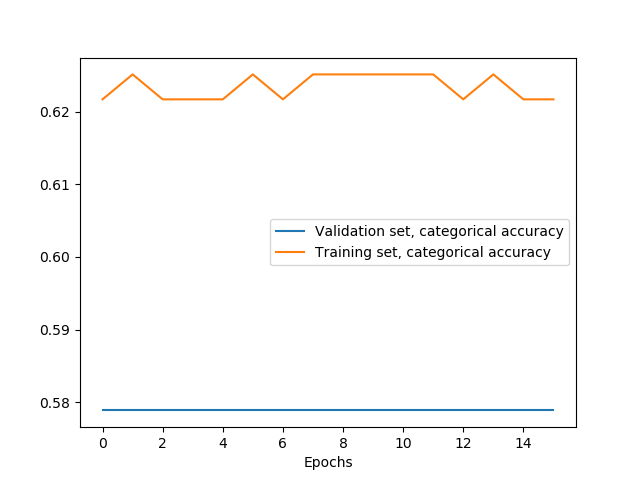 0.62
0.61
0.60
0.59
0.58
Validation set, categorical accuracy
Training set, categorical accuracy
0 2 4 6 8 10 12 14
Epochs